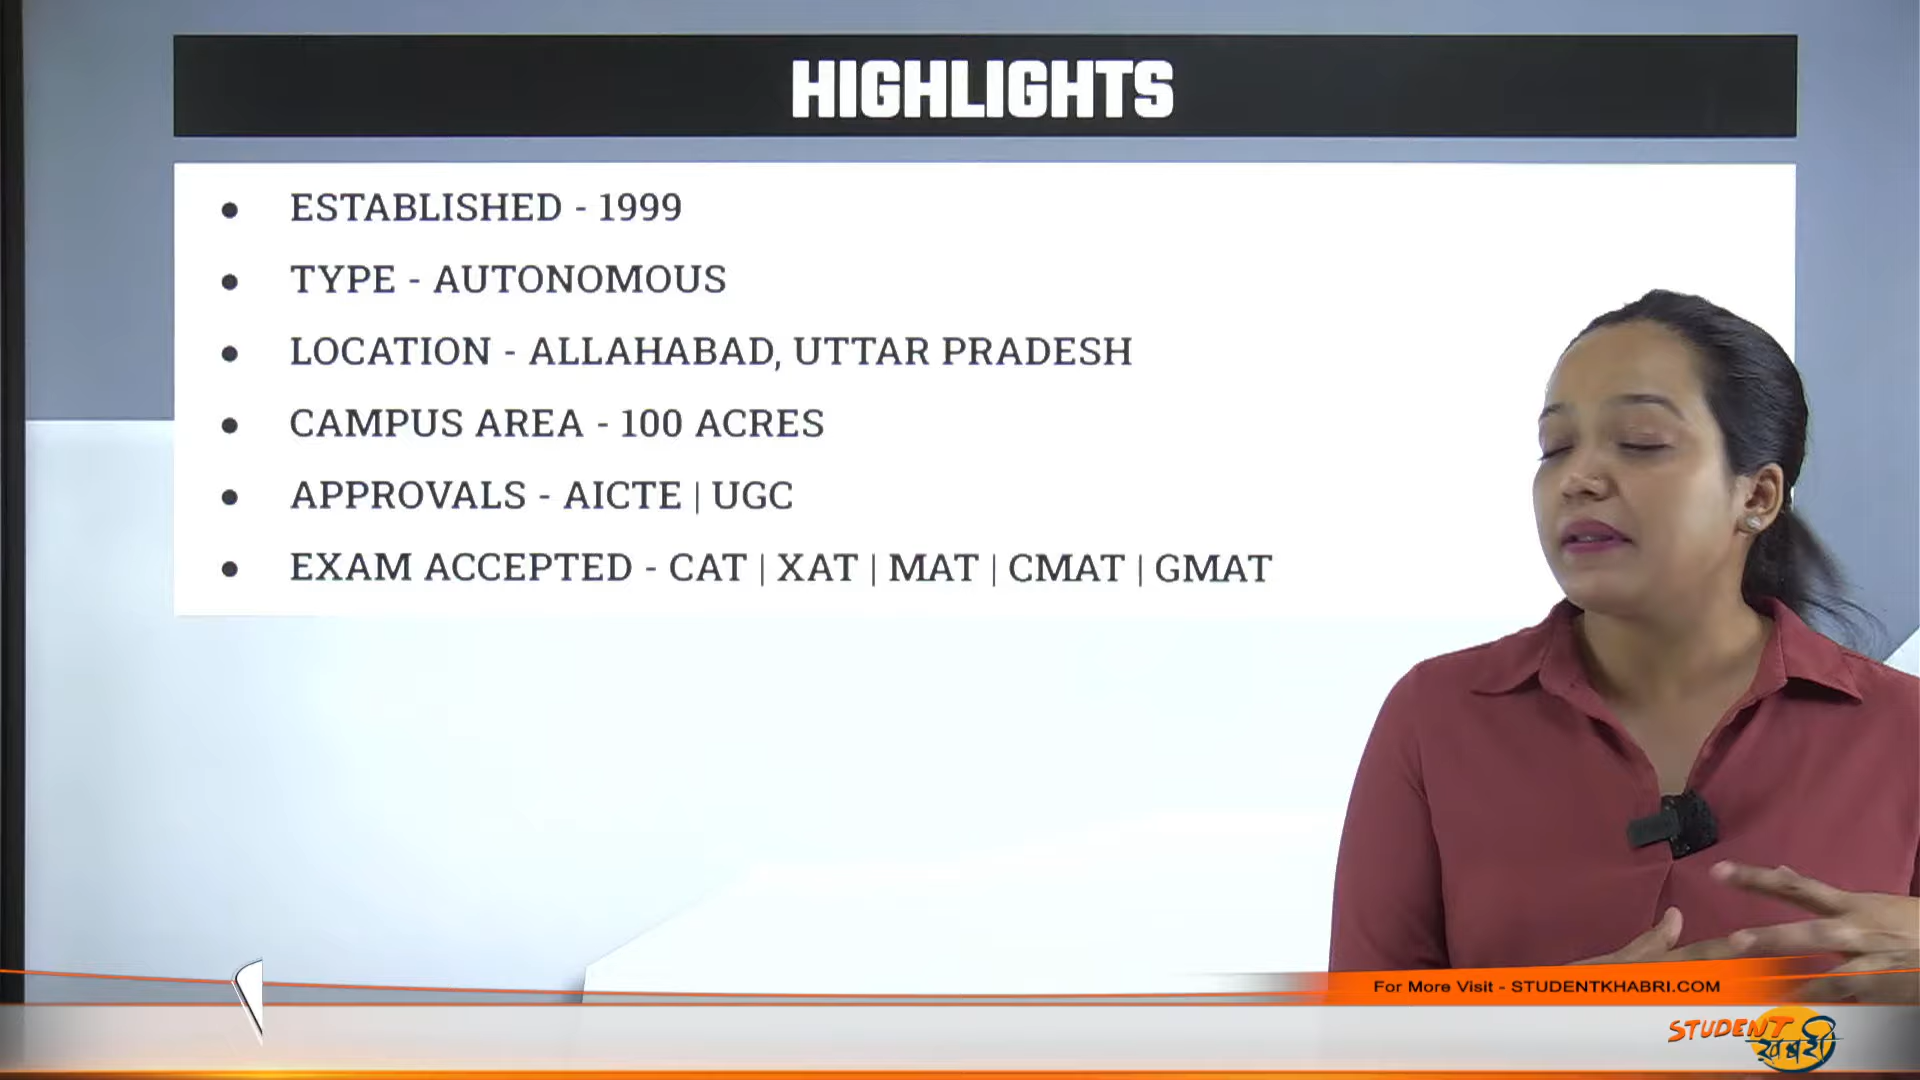 HIGHLIGHTS
● ESTABLISHED - 1999
● TYPE - AUTONOMOUS
● LOCATION - ALLAHABAD, UTTAR PRADESH
● CAMPUS AREA - 100 ACRES
● APPROVALS - AICTE | UGC
● EXAM ACCEPTED - CAT | XAT | MAT | CMAT | GMAT
For More Visit - STUDENTKHABRI.COM
STUDENT
ख़बरी